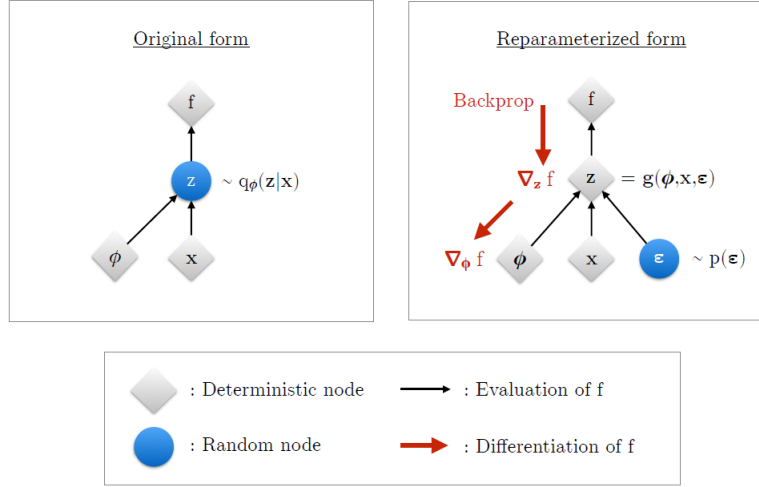 Original form
f
z ~ qϕ(z|x)
ϕ x
Reparameterized form
Backprop f
∇z f z = g(ϕ,x,ε)
∇ϕ f ϕ x ε ~ p(ε)
: Deterministic node : Evaluation of f
: Random node : Differentiation of f